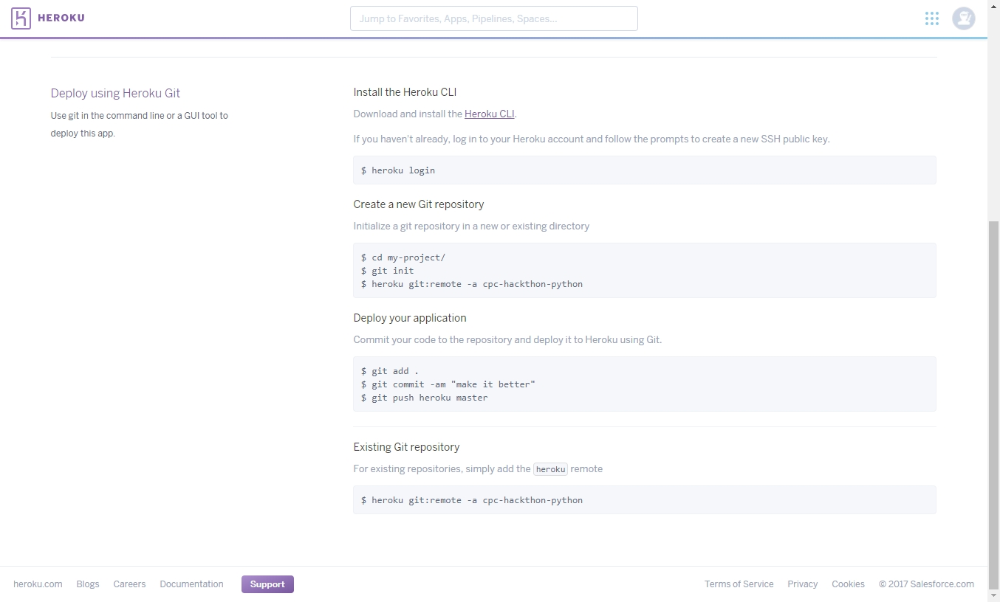 HEROKU
Jump to Favorites, Apps, Pipelines, Spaces...
Deploy using Heroku Git
Use git in the command line or a GUI tool to
deploy this app.
Install the Heroku CLI
Download and install the Heroku CLI.
If you haven't already, log in to your Heroku account and follow the prompts to create a new SSH public key.
$ heroku login
Create a new Git repository
Initialize a git repository in a new or existing directory
$ cd my-project/
$ git init
$ heroku git:remote -a cpc-hackthon-python
Deploy your application
Commit your code to the repository and deploy it to Heroku using Git.
$ git add .
$ git commit -am "make it better"
$ git push heroku master
Existing Git repository
For existing repositories, simply add the heroku remote
$ heroku git:remote -a cpc-hackthon-python
heroku.com Blogs Careers Documentation Support Terms of Service Privacy Cookies © 2017 Salesforce.com